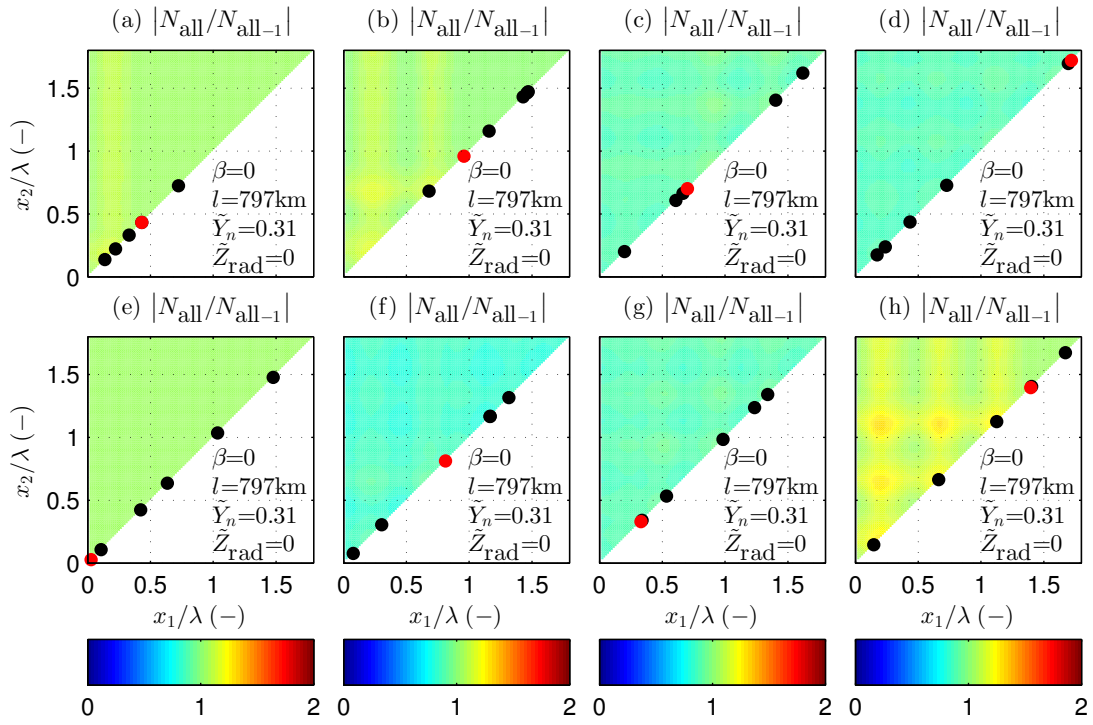 (a) |N_all/N_all−1|
(b) |N_all/N_all−1|
(c) |N_all/N_all−1|
(d) |N_all/N_all−1|
x₂/λ (−)
1.5
1
0.5
0
β=0
l=797km
Ỹ_n=0.31
Z̃_rad=0
β=0
l=797km
Ỹ_n=0.31
Z̃_rad=0
β=0
l=797km
Ỹ_n=0.31
Z̃_rad=0
β=0
l=797km
Ỹ_n=0.31
Z̃_rad=0
(e) |N_all/N_all−1|
(f) |N_all/N_all−1|
(g) |N_all/N_all−1|
(h) |N_all/N_all−1|
x₂/λ (−)
1.5
1
0.5
0
β=0
l=797km
Ỹ_n=0.31
Z̃_rad=0
β=0
l=797km
Ỹ_n=0.31
Z̃_rad=0
β=0
l=797km
Ỹ_n=0.31
Z̃_rad=0
β=0
l=797km
Ỹ_n=0.31
Z̃_rad=0
0 0.5 1 1.5
0 0.5 1 1.5
0 0.5 1 1.5
0 0.5 1 1.5
x₁/λ (−)
x₁/λ (−)
x₁/λ (−)
x₁/λ (−)
0 1 2
0 1 2
0 1 2
0 1 2